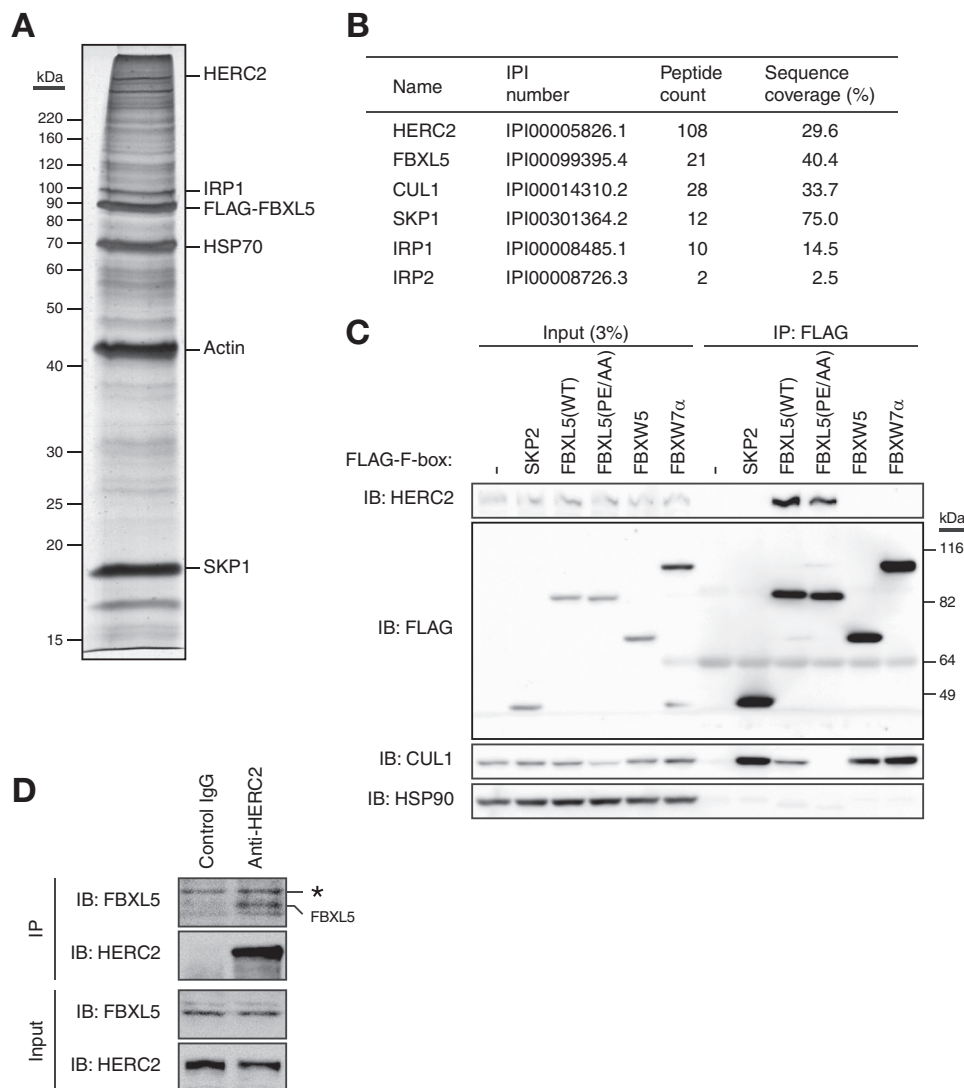 A
kDa
220
160
120
100
90
80
70
60
50
40
30
25
20
15
HERC2
IRP1
FLAG-FBXL5
HSP70
Actin
SKP1
B
Name IPI number Peptide count Sequence coverage (%)
HERC2 IPI00005826.1 108 29.6
FBXL5 IPI00099395.4 21 40.4
CUL1 IPI00014310.2 28 33.7
SKP1 IPI00301364.2 12 75.0
IRP1 IPI00008485.1 10 14.5
IRP2 IPI00008726.3 2 2.5
C
Input (3%) IP: FLAG
FLAG-F-box: - SKP2 FBXL5(WT) FBXL5(PE/AA) FBXW5 FBXW7α - SKP2 FBXL5(WT) FBXL5(PE/AA) FBXW5 FBXW7α
IB: HERC2
kDa
116
82
IB: FLAG
64
49
IB: CUL1
IB: HSP90
D
Control IgG Anti-HERC2
IP
IB: FBXL5 *
FBXL5
IB: HERC2
Input
IB: FBXL5
IB: HERC2